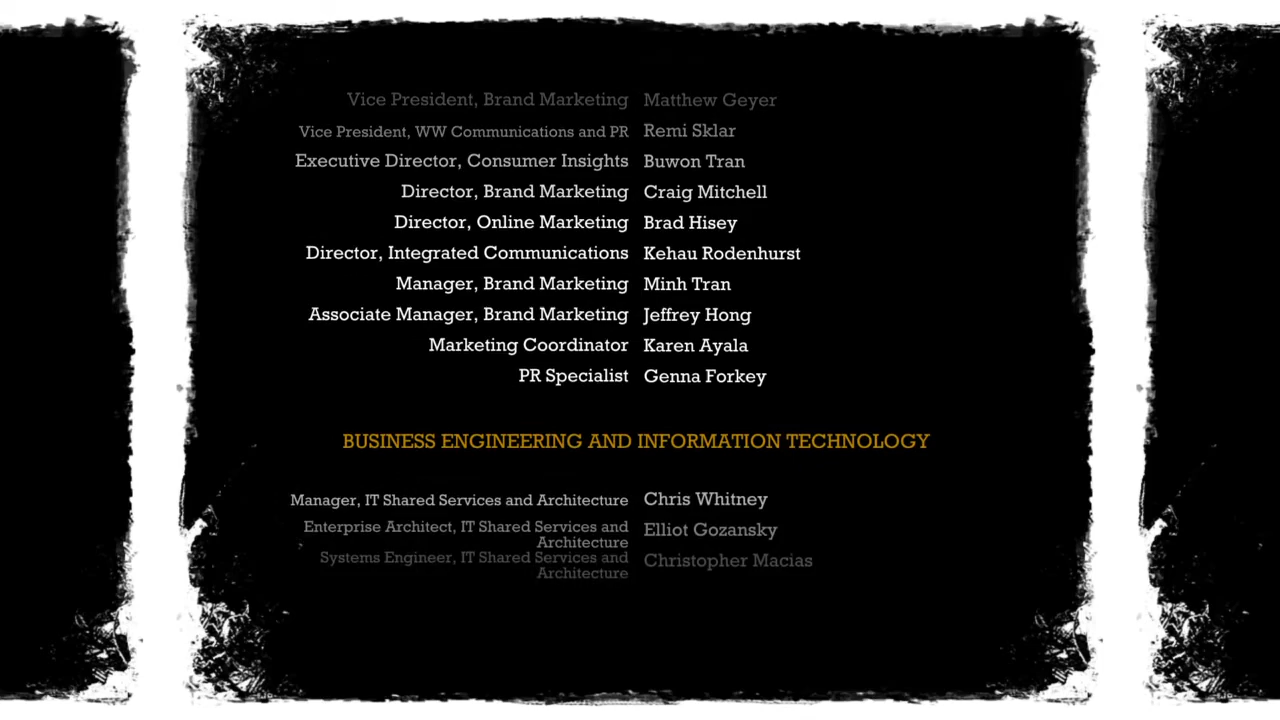 Vice President, Brand Marketing Matthew Geyer
Vice President, WW Communications and PR Remi Sklar
Executive Director, Consumer Insights Buwon Tran
Director, Brand Marketing Craig Mitchell
Director, Online Marketing Brad Hisey
Director, Integrated Communications Kehau Rodenhurst
Manager, Brand Marketing Minh Tran
Associate Manager, Brand Marketing Jeffrey Hong
Marketing Coordinator Karen Ayala
PR Specialist Genna Forkey
BUSINESS ENGINEERING AND INFORMATION TECHNOLOGY
Manager, IT Shared Services and Architecture Chris Whitney
Enterprise Architect, IT Shared Services and
Architecture Elliot Gozansky
Systems Engineer, IT Shared Services and
Architecture Christopher Macias